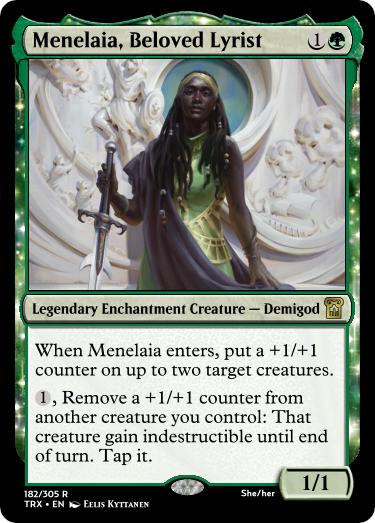 Menelaia, Beloved Lyrist 1
Legendary Enchantment Creature — Demigod
When Menelaia enters, put a +1/+1
counter on up to two target creatures.
1, Remove a +1/+1 counter from
another creature you control: That
creature gain indestructible until end
of turn. Tap it.
1/1
182/305 R
She/her
TRX • EN Eelis Kyttanen